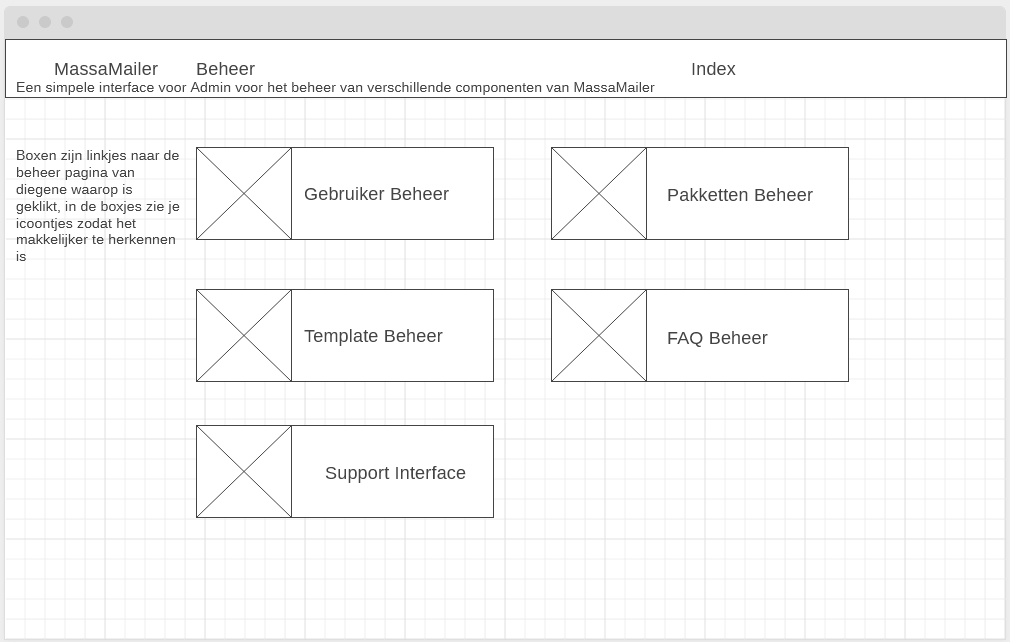 MassaMailer Beheer Index
Een simpele interface voor Admin voor het beheer van verschillende componenten van MassaMailer
Boxen zijn linkjes naar de
beheer pagina van
diegene waarop is
geklikt, in de boxjes zie je
icoontjes zodat het
makkelijker te herkennen
is
Gebruiker Beheer
Pakketten Beheer
Template Beheer
FAQ Beheer
Support Interface